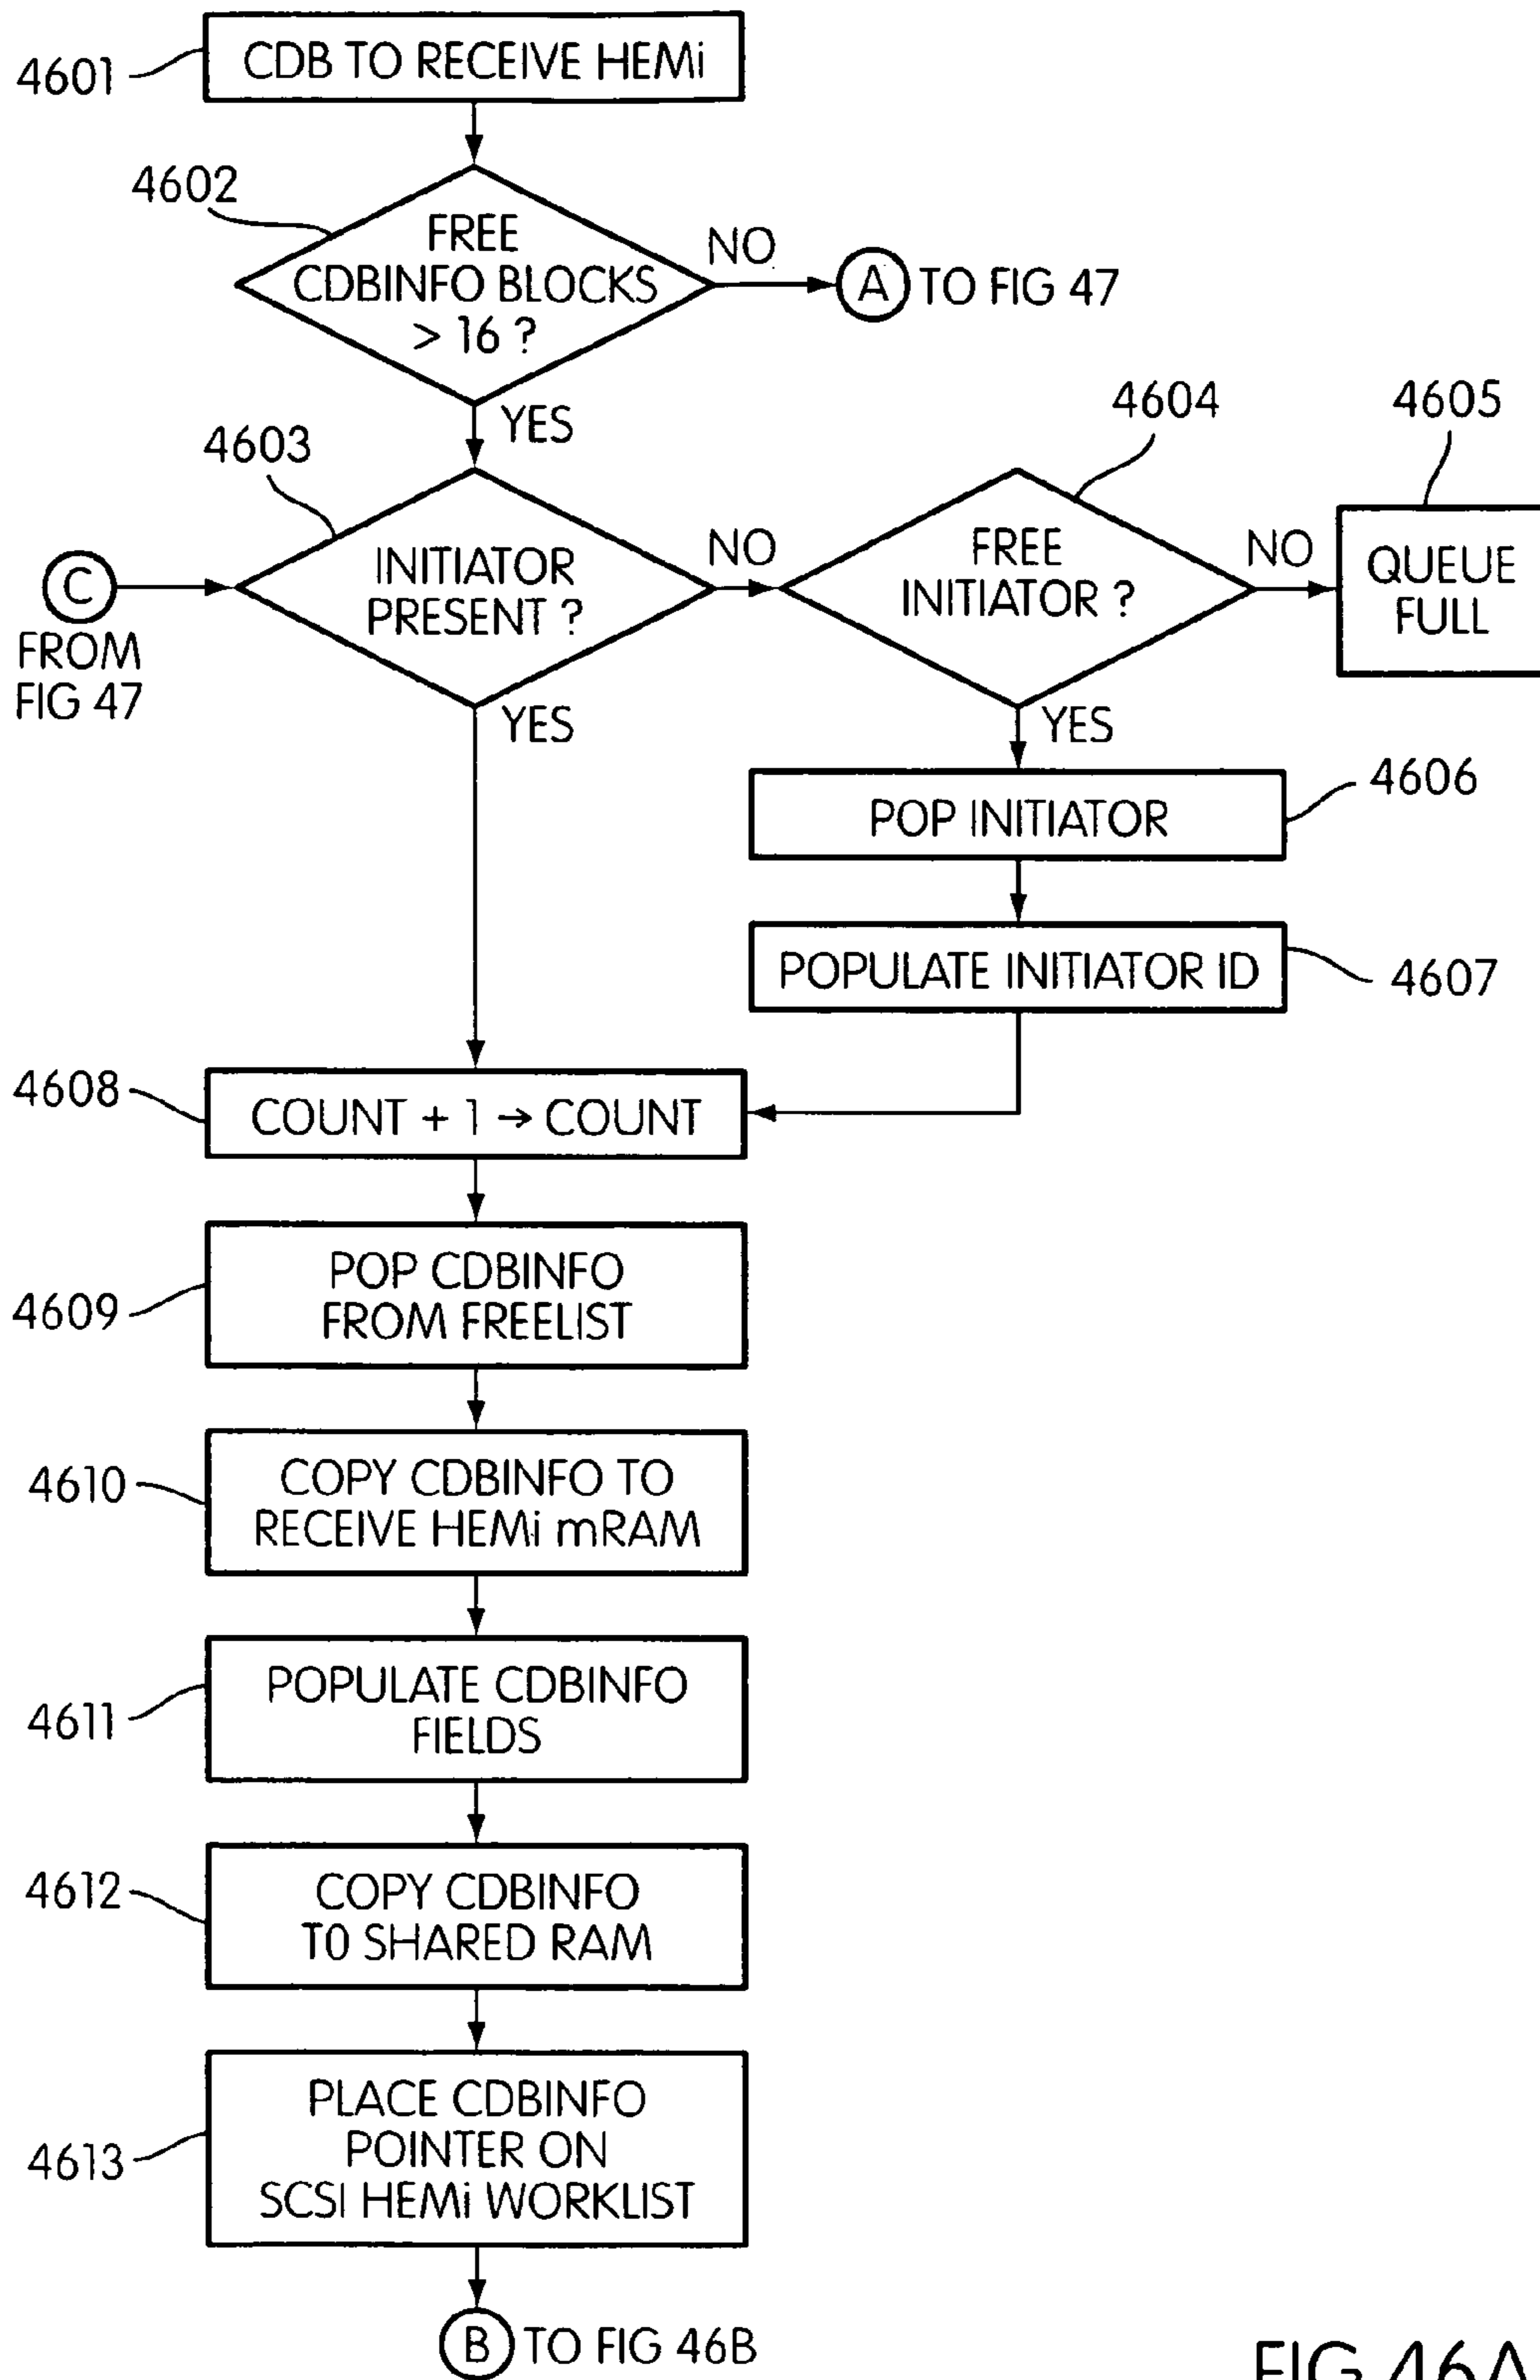 4601
CDB TO RECEIVE HEMi
4602
FREE
CDBINFO BLOCKS
> 16 ?
NO
A
TO FIG 47
YES
4603
C
FROM
FIG 47
INITIATOR
PRESENT ?
NO
4604
FREE
INITIATOR ?
NO
4605
QUEUE
FULL
YES
YES
4606
POP INITIATOR
4607
POPULATE INITIATOR ID
4608
COUNT + 1 → COUNT
4609
POP CDBINFO
FROM FREELIST
4610
COPY CDBINFO TO
RECEIVE HEMi mRAM
4611
POPULATE CDBINFO
FIELDS
4612
COPY CDBINFO
TO SHARED RAM
4613
PLACE CDBINFO
POINTER ON
SCSI HEMi WORKLIST
B
TO FIG 46B
FIG 46A